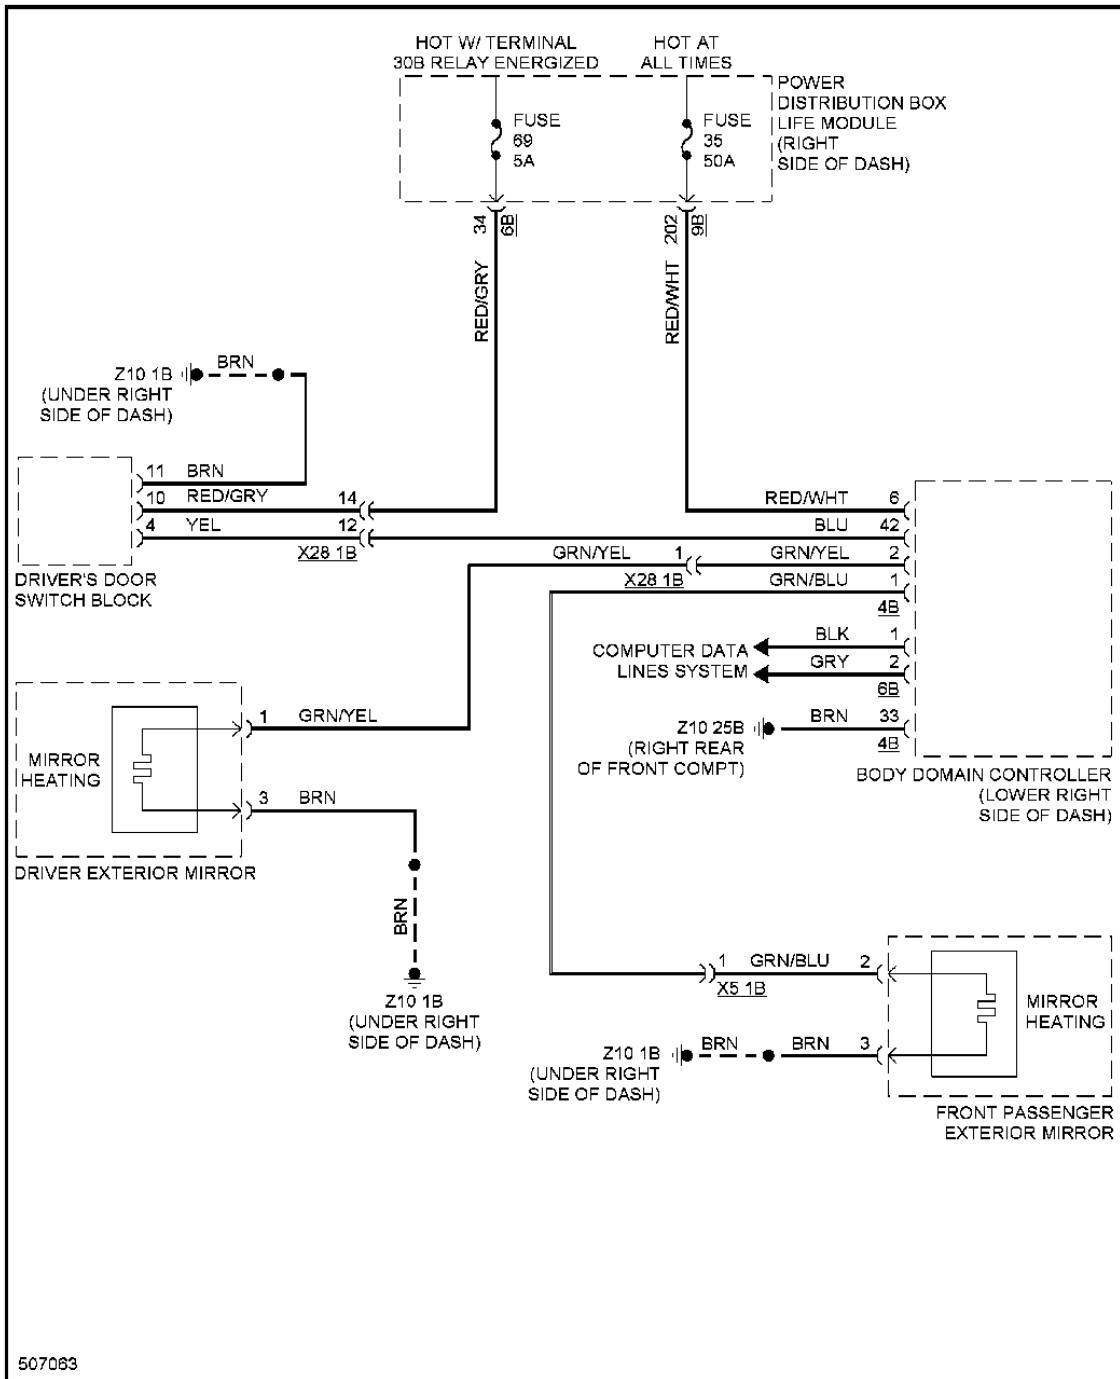 HOT W/ TERMINAL
30B RELAY ENERGIZED
HOT AT
ALL TIMES
POWER
DISTRIBUTION BOX
LIFE MODULE
(RIGHT
SIDE OF DASH)
FUSE
69
5A
FUSE
35
50A
34
6B
202
9B
RED/GRY
RED/WHT
Z10 1B
(UNDER RIGHT
SIDE OF DASH)
BRN
11 BRN
10 RED/GRY 14
4 YEL 12
X28 1B
DRIVER'S DOOR
SWITCH BLOCK
RED/WHT 6
BLU 42
GRN/YEL 1 GRN/YEL 2
X28 1B
GRN/BLU 1
4B
BLK 1
GRY 2
6B
COMPUTER DATA
LINES SYSTEM
BRN 33
4B
Z10 25B
(RIGHT REAR
OF FRONT COMPT)
BODY DOMAIN CONTROLLER
(LOWER RIGHT
SIDE OF DASH)
MIRROR
HEATING
1 GRN/YEL
3 BRN
DRIVER EXTERIOR MIRROR
BRN
Z10 1B
(UNDER RIGHT
SIDE OF DASH)
1 GRN/BLU 2
X5 1B
MIRROR
HEATING
Z10 1B
(UNDER RIGHT
SIDE OF DASH)
BRN BRN 3
FRONT PASSENGER
EXTERIOR MIRROR
507063